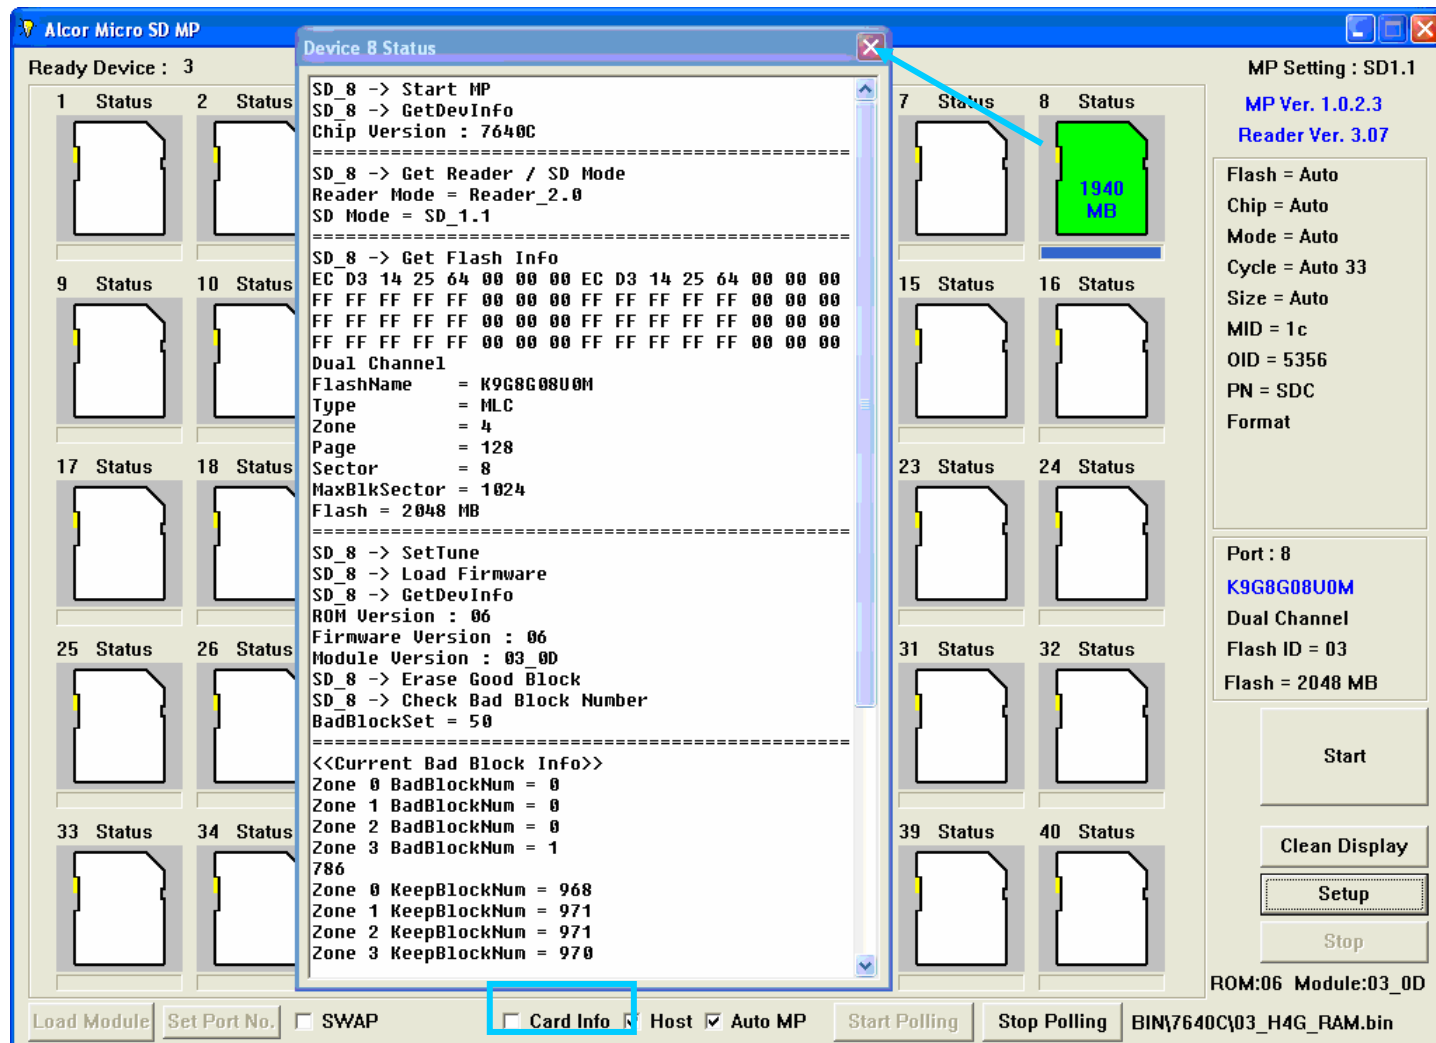 Alcor Micro SD MP
Ready Device : 3
MP Setting : SD1.1
MP Ver. 1.0.2.3
Reader Ver. 3.07
1 Status
2 Status
7 Status
8 Status
1940
MB
9 Status
10 Status
15 Status
16 Status
17 Status
18 Status
23 Status
24 Status
25 Status
26 Status
31 Status
32 Status
33 Status
34 Status
39 Status
40 Status
Device 8 Status
SD_8 -> Start MP
SD_8 -> GetDevInfo
Chip Version : 7640C
================================================
SD_8 -> Get Reader / SD Mode
Reader Mode = Reader_2.0
SD Mode = SD_1.1
================================================
SD_8 -> Get Flash Info
EC D3 14 25 64 00 00 00 EC D3 14 25 64 00 00 00
FF FF FF FF FF 00 00 00 FF FF FF FF FF 00 00 00
FF FF FF FF FF 00 00 00 FF FF FF FF FF 00 00 00
FF FF FF FF FF 00 00 00 FF FF FF FF FF 00 00 00
Dual Channel
FlashName = K9G8G08U0M
Type = MLC
Zone = 4
Page = 128
Sector = 8
MaxBlkSector = 1024
Flash = 2048 MB
================================================
SD_8 -> SetTune
SD_8 -> Load Firmware
SD_8 -> GetDevInfo
ROM Version : 06
Firmware Version : 06
Module Version : 03_0D
SD_8 -> Erase Good Block
SD_8 -> Check Bad Block Number
BadBlockSet = 50
================================================
<<Current Bad Block Info>>
Zone 0 BadBlockNum = 0
Zone 1 BadBlockNum = 0
Zone 2 BadBlockNum = 0
Zone 3 BadBlockNum = 1
786
Zone 0 KeepBlockNum = 968
Zone 1 KeepBlockNum = 971
Zone 2 KeepBlockNum = 971
Zone 3 KeepBlockNum = 970
Flash = Auto
Chip = Auto
Mode = Auto
Cycle = Auto 33
Size = Auto
MID = 1c
OID = 5356
PN = SDC
Format
Port : 8
K9G8G08U0M
Dual Channel
Flash ID = 03
Flash = 2048 MB
Start
Clean Display
Setup
Stop
ROM:06 Module:03_0D
Load Module
Set Port No.
SWAP
Card Info
Host
Auto MP
Start Polling
Stop Polling
BIN\7640C\03_H4G_RAM.bin